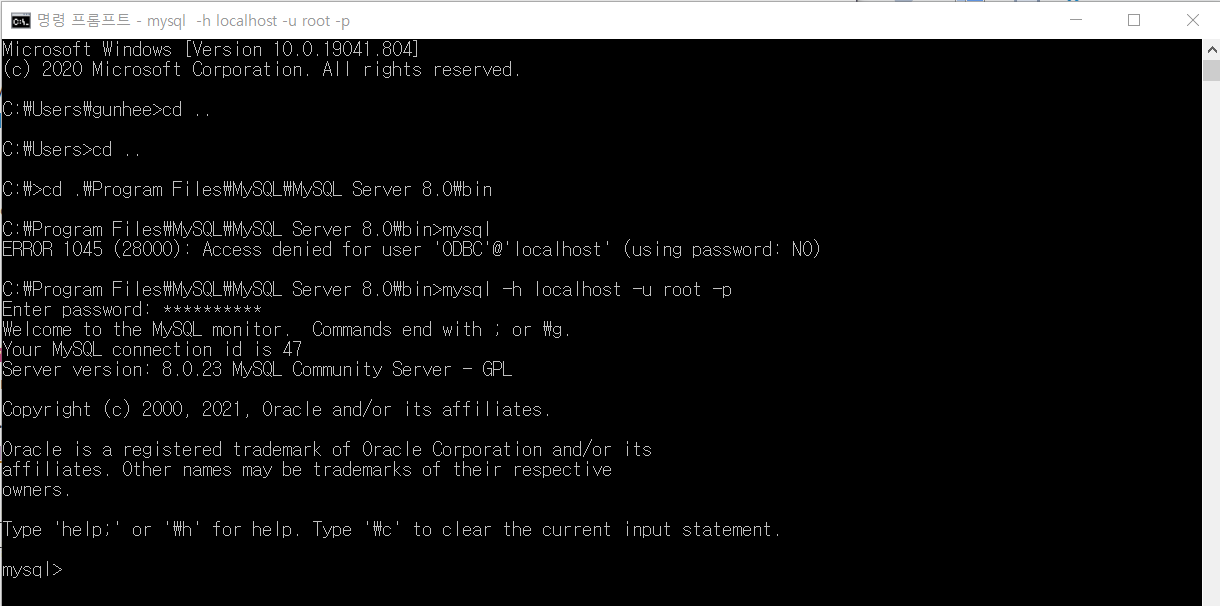 명령 프롬프트 - mysql  -h localhost -u root -p
Microsoft Windows [Version 10.0.19041.804]
(c) 2020 Microsoft Corporation. All rights reserved.
C:₩Users₩gunhee>cd ..
C:₩Users>cd ..
C:₩>cd .₩Program Files₩MySQL₩MySQL Server 8.0₩bin
C:₩Program Files₩MySQL₩MySQL Server 8.0₩bin>mysql
ERROR 1045 (28000): Access denied for user 'ODBC'@'localhost' (using password: NO)
C:₩Program Files₩MySQL₩MySQL Server 8.0₩bin>mysql -h localhost -u root -p
Enter password: **********
Welcome to the MySQL monitor.  Commands end with ; or ₩g.
Your MySQL connection id is 47
Server version: 8.0.23 MySQL Community Server - GPL
Copyright (c) 2000, 2021, Oracle and/or its affiliates.
Oracle is a registered trademark of Oracle Corporation and/or its
affiliates. Other names may be trademarks of their respective
owners.
Type 'help;' or '₩h' for help. Type '₩c' to clear the current input statement.
mysql>